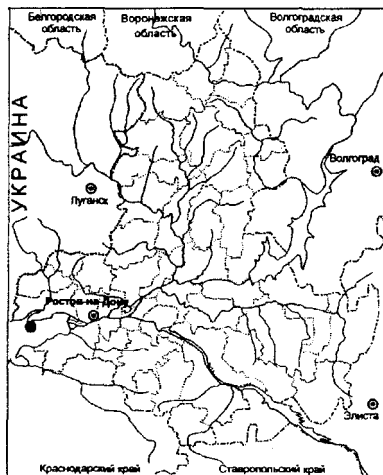 Белгородская
область
Воронежская
область
Волгоградская
область
УКРАИНА
Волгоград
Луганск
Ростов-на-Дону
Элиста
Краснодарский край
Ставропольский край